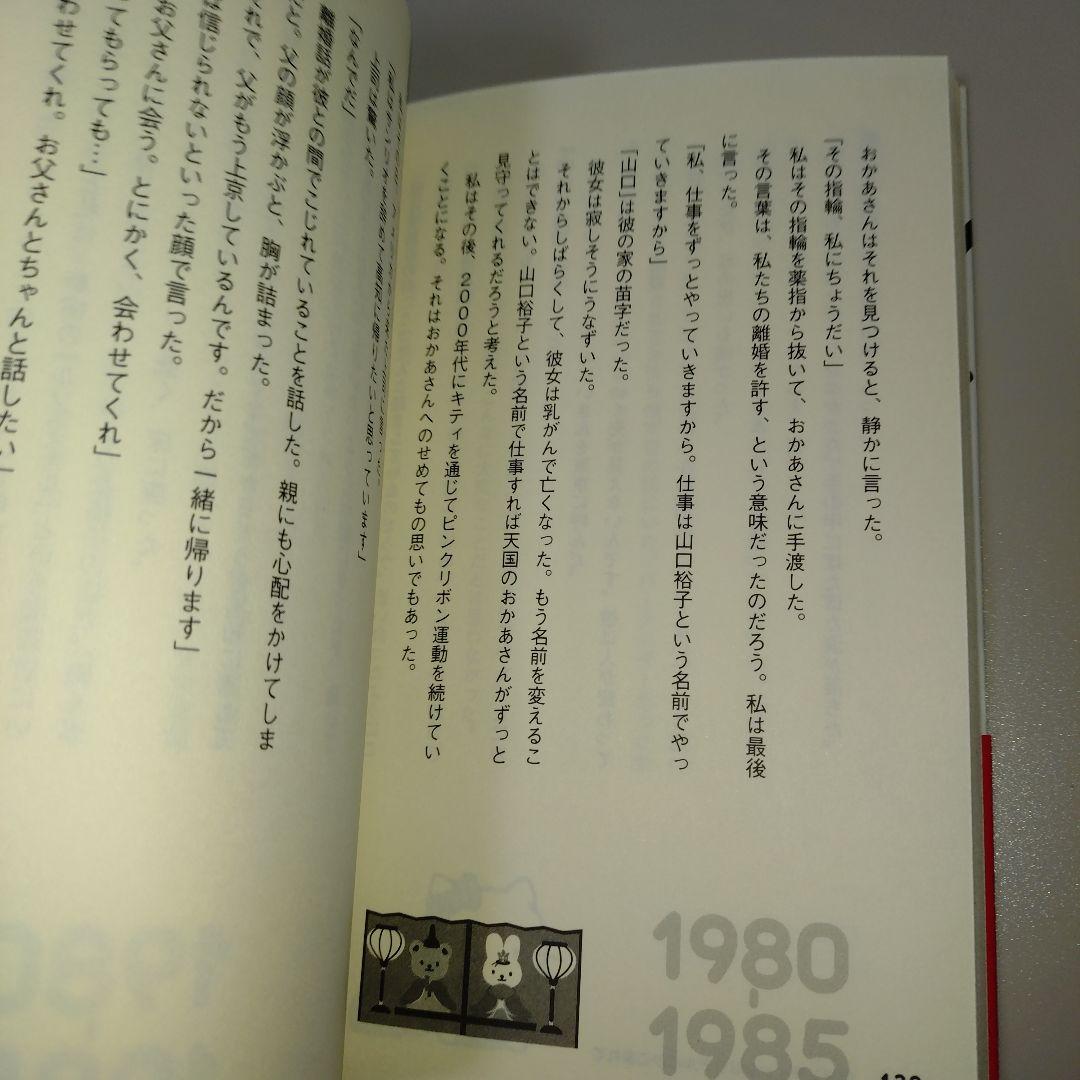 おかあさんはそれを見つけると、静かに言った。
「その指輪、私にちょうだい」
私はその指輪を薬指から抜いて、おかあさんに手渡した。
その言葉は、私たちの離婚を許す、という意味だったのだろう。私は最後
に言った。
「私、仕事をずっとやっていきますから。仕事は山口裕子という名前でやっ
ていきますから」
「山口」は彼の家の苗字だった。
彼女は寂しそうにうなずいた。
それからしばらくして、彼女は乳がんで亡くなった。もう名前を変えるこ
とはできない。山口裕子という名前で仕事すれば天国のおかあさんがずっと
見守ってくれるだろうと考えた。
私はその後、2000年代にキティを通じてピンクリボン運動を続けてい
くことになる。それはおかあさんへのせめてもの思いでもあった。
1980
-
1985
に帰りたいと思っています」
は驚いた。
「なんでだ」
離婚話が彼との間でこじれていることを話した。親にも心配をかけてしま
こと。父の顔が浮かぶと、胸が詰まった。
れで、父がもう上京しているんです。だから一緒に帰ります」
は信じられないといった顔で言った。
お父さんに会う。とにかく、会わせてくれ」
てもらっても…」
わせてくれ。お父さんとちゃんと話したい」